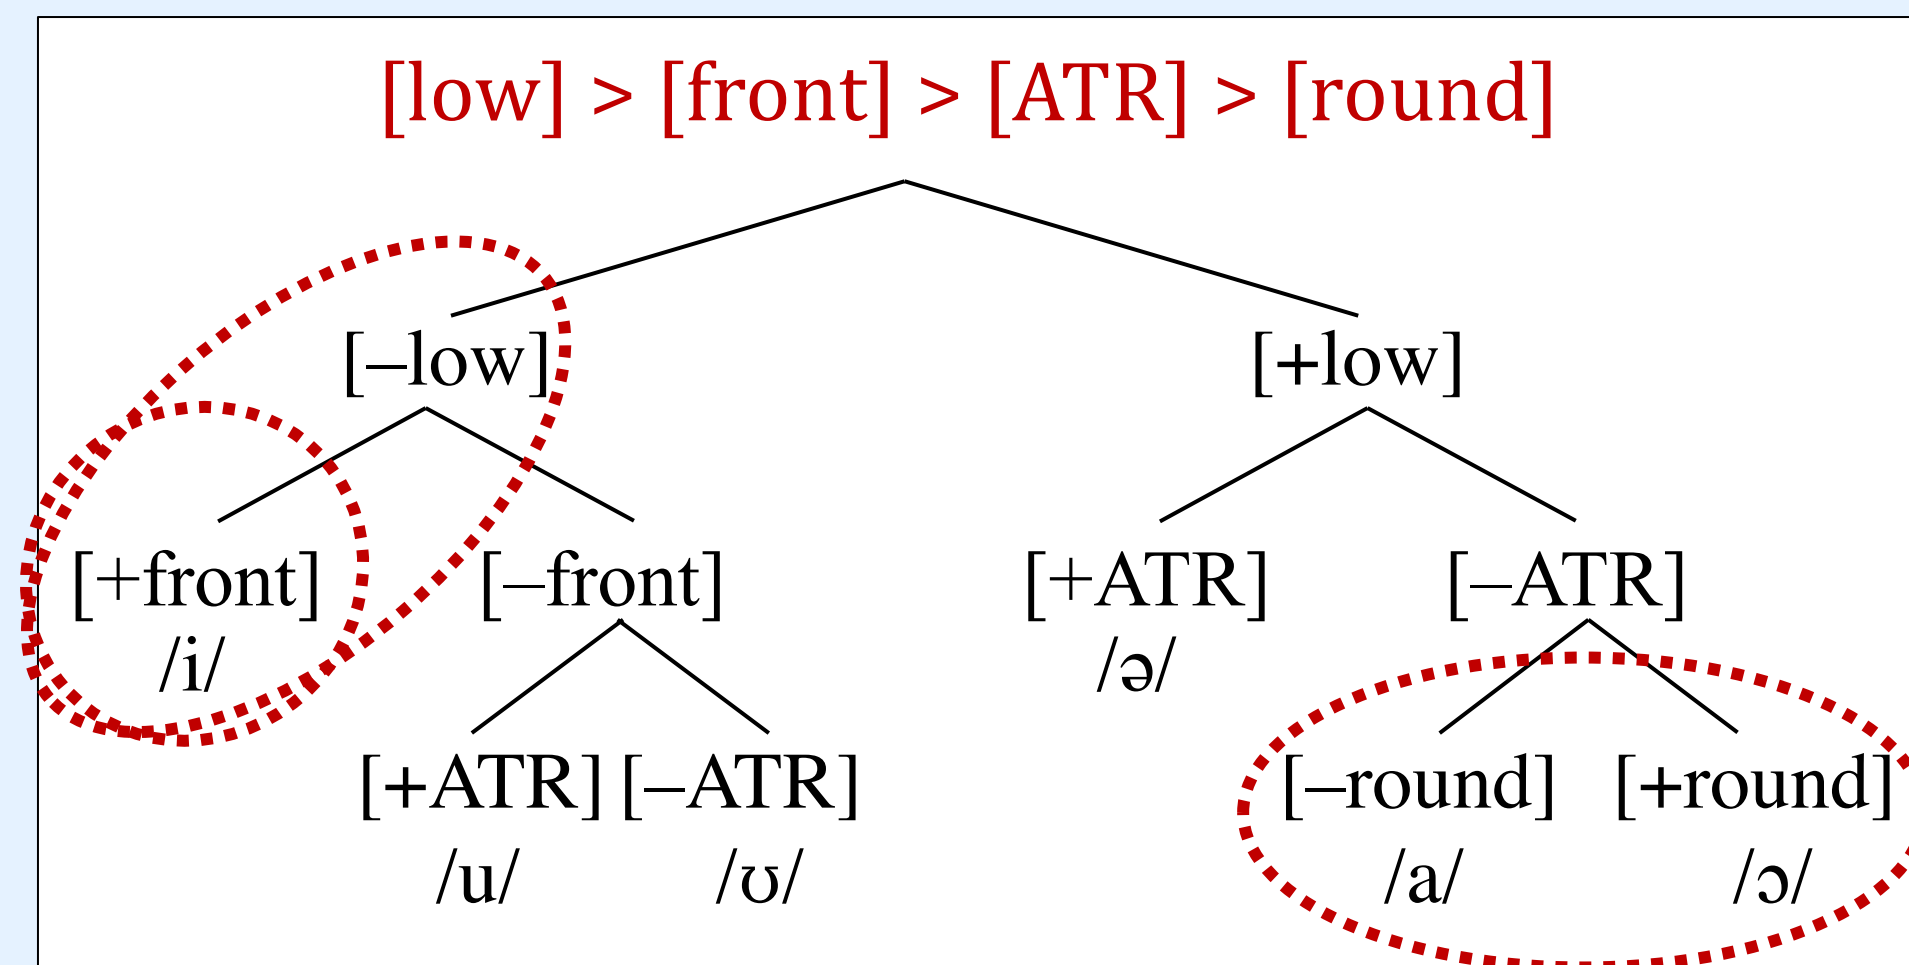 [low] > [front] > [ATR] > [round]
[–low] [+low]
[+front] [–front] [+ATR] [–ATR]
/i/ /ə/
[+ATR] [–ATR] [–round] [+round]
/u/ /ʊ/ /a/ /ɔ/